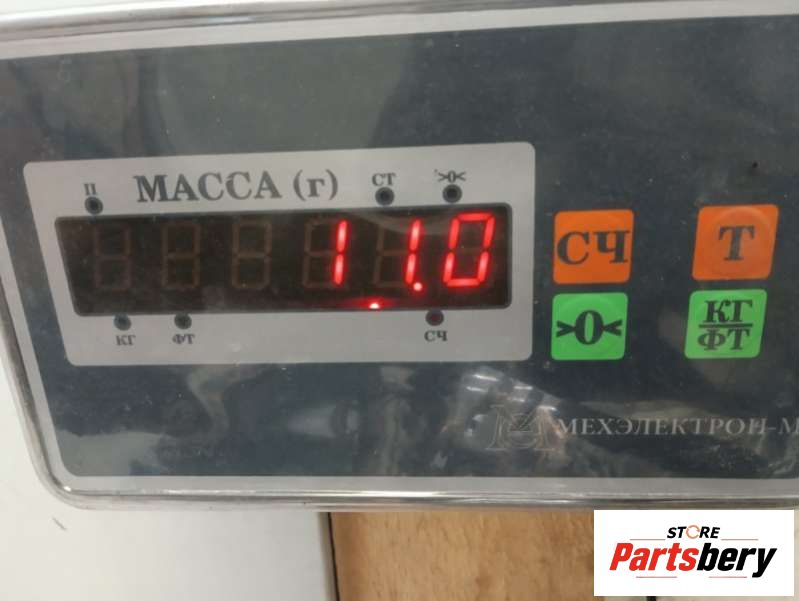 П МАССА (г) СТ >0<
11.0
КГ ФТ СЧ
СЧ Т
>0< КГ
ФТ
МЕХЭЛЕКТРОН-М
STORE
Partsbery